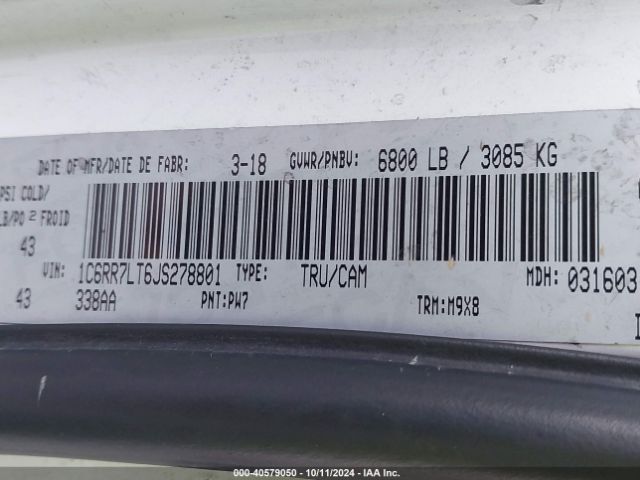 DATE OF MFR/DATE DE FABR: 3-18 GVWR/PNBV: 6800 LB / 3085 KG
PSI COLD/
LB/PO 2 FROID
43
VIN: 1C6RR7LT6JS278801 TYPE: TRU/CAM MDH: 031603
43 338AA PNT:PW7 TRM:M9X8
000-40579050 - 10/11/2024 - IAA Inc.